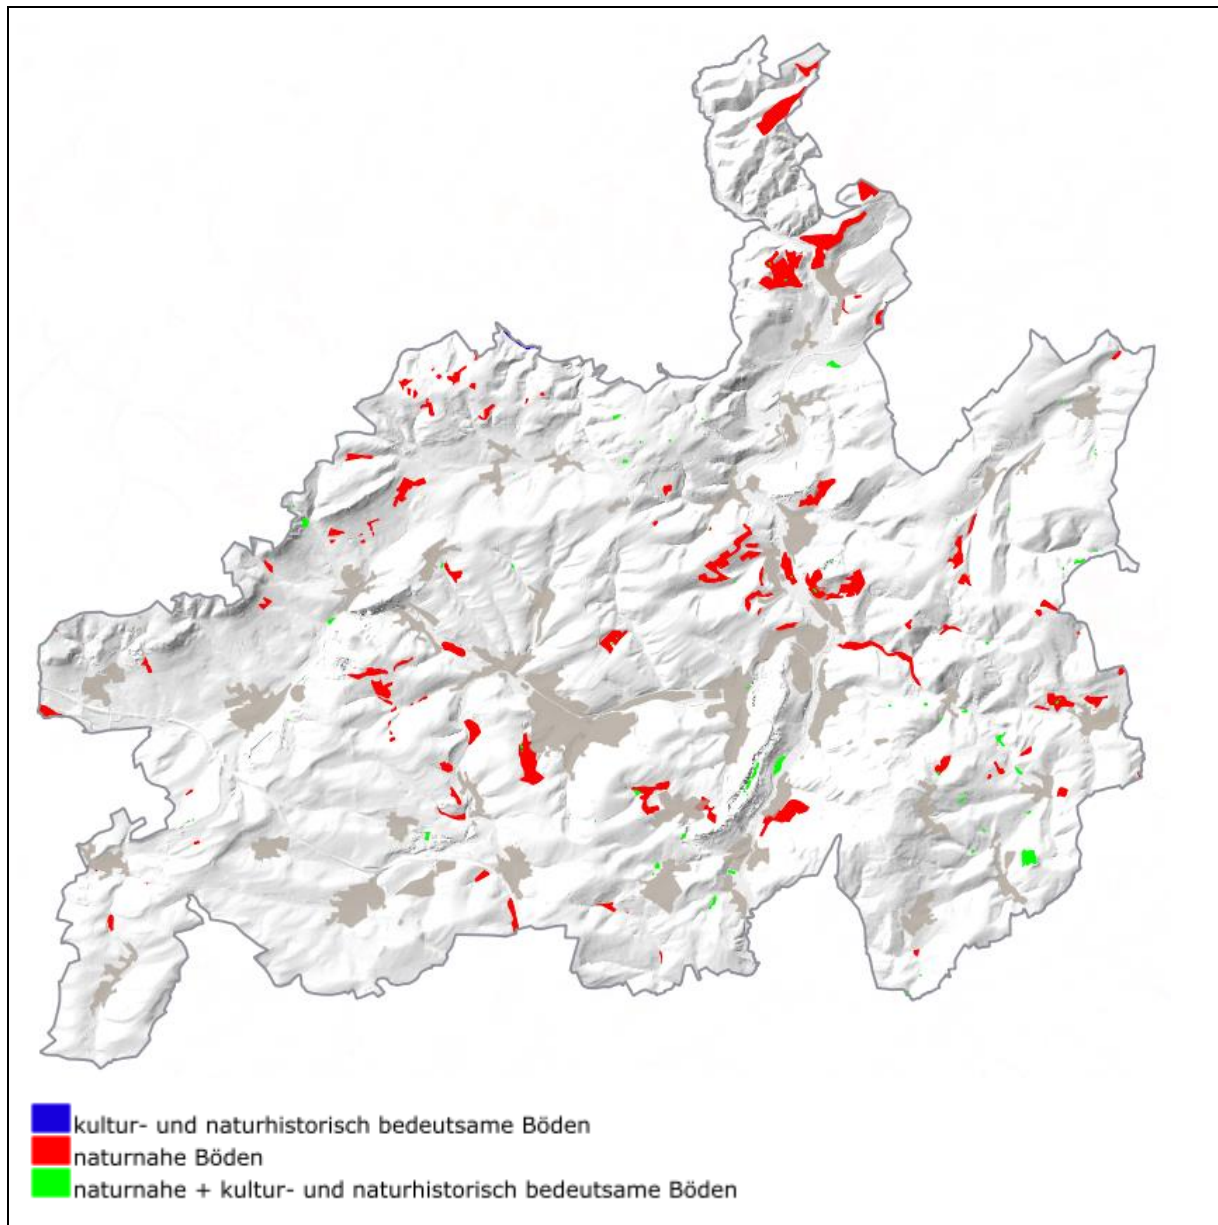 kultur- und naturhistorisch bedeutsame Böden
naturnahe Böden
naturnahe + kultur- und naturhistorisch bedeutsame Böden